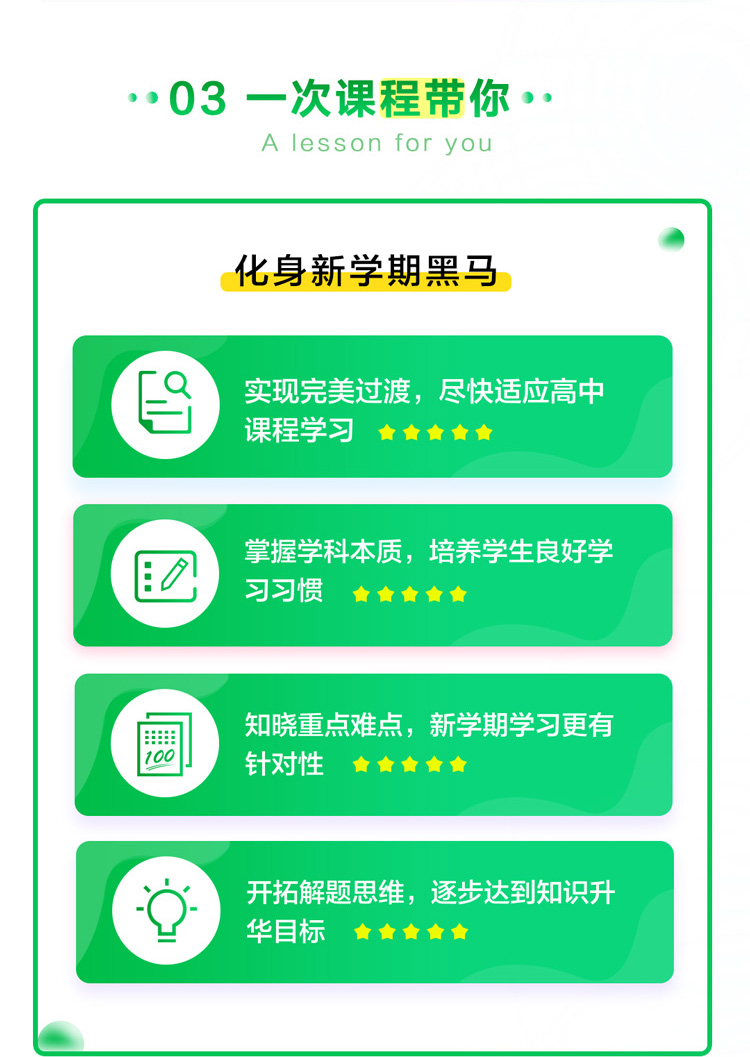 03 一次课程带你
A lesson for you
化身新学期黑马
实现完美过渡，尽快适应高中
课程学习
掌握学科本质，培养学生良好学
习习惯
知晓重点难点，新学期学习更有
针对性
100
开拓解题思维，逐步达到知识升
华目标